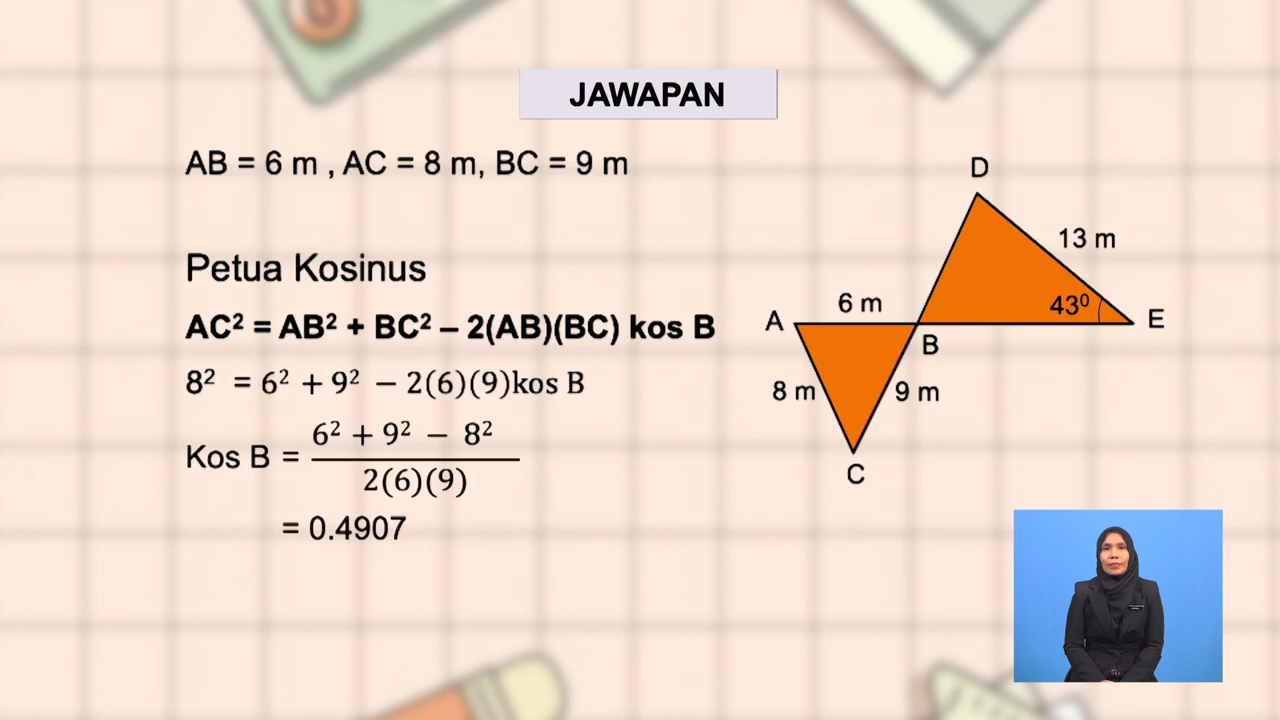 JAWAPAN
AB = 6 m , AC = 8 m, BC = 9 m
Petua Kosinus
AC² = AB² + BC² – 2(AB)(BC) kos B
8² = 6² + 9² − 2(6)(9)kos B
Kos B = (6² + 9² − 8²) / 2(6)(9)
= 0.4907
D
13 m
43⁰
E
6 m
A
B
8 m
9 m
C